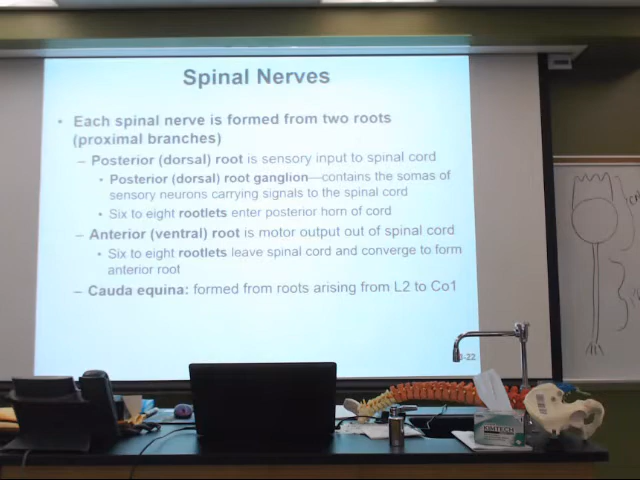 Spinal Nerves
• Each spinal nerve is formed from two roots
(proximal branches)
– Posterior (dorsal) root is sensory input to spinal cord
• Posterior (dorsal) root ganglion—contains the somas of
sensory neurons carrying signals to the spinal cord
• Six to eight rootlets enter posterior horn of cord
– Anterior (ventral) root is motor output out of spinal cord
• Six to eight rootlets leave spinal cord and converge to form
anterior root
– Cauda equina: formed from roots arising from L2 to Co1
-22
KIMTECH